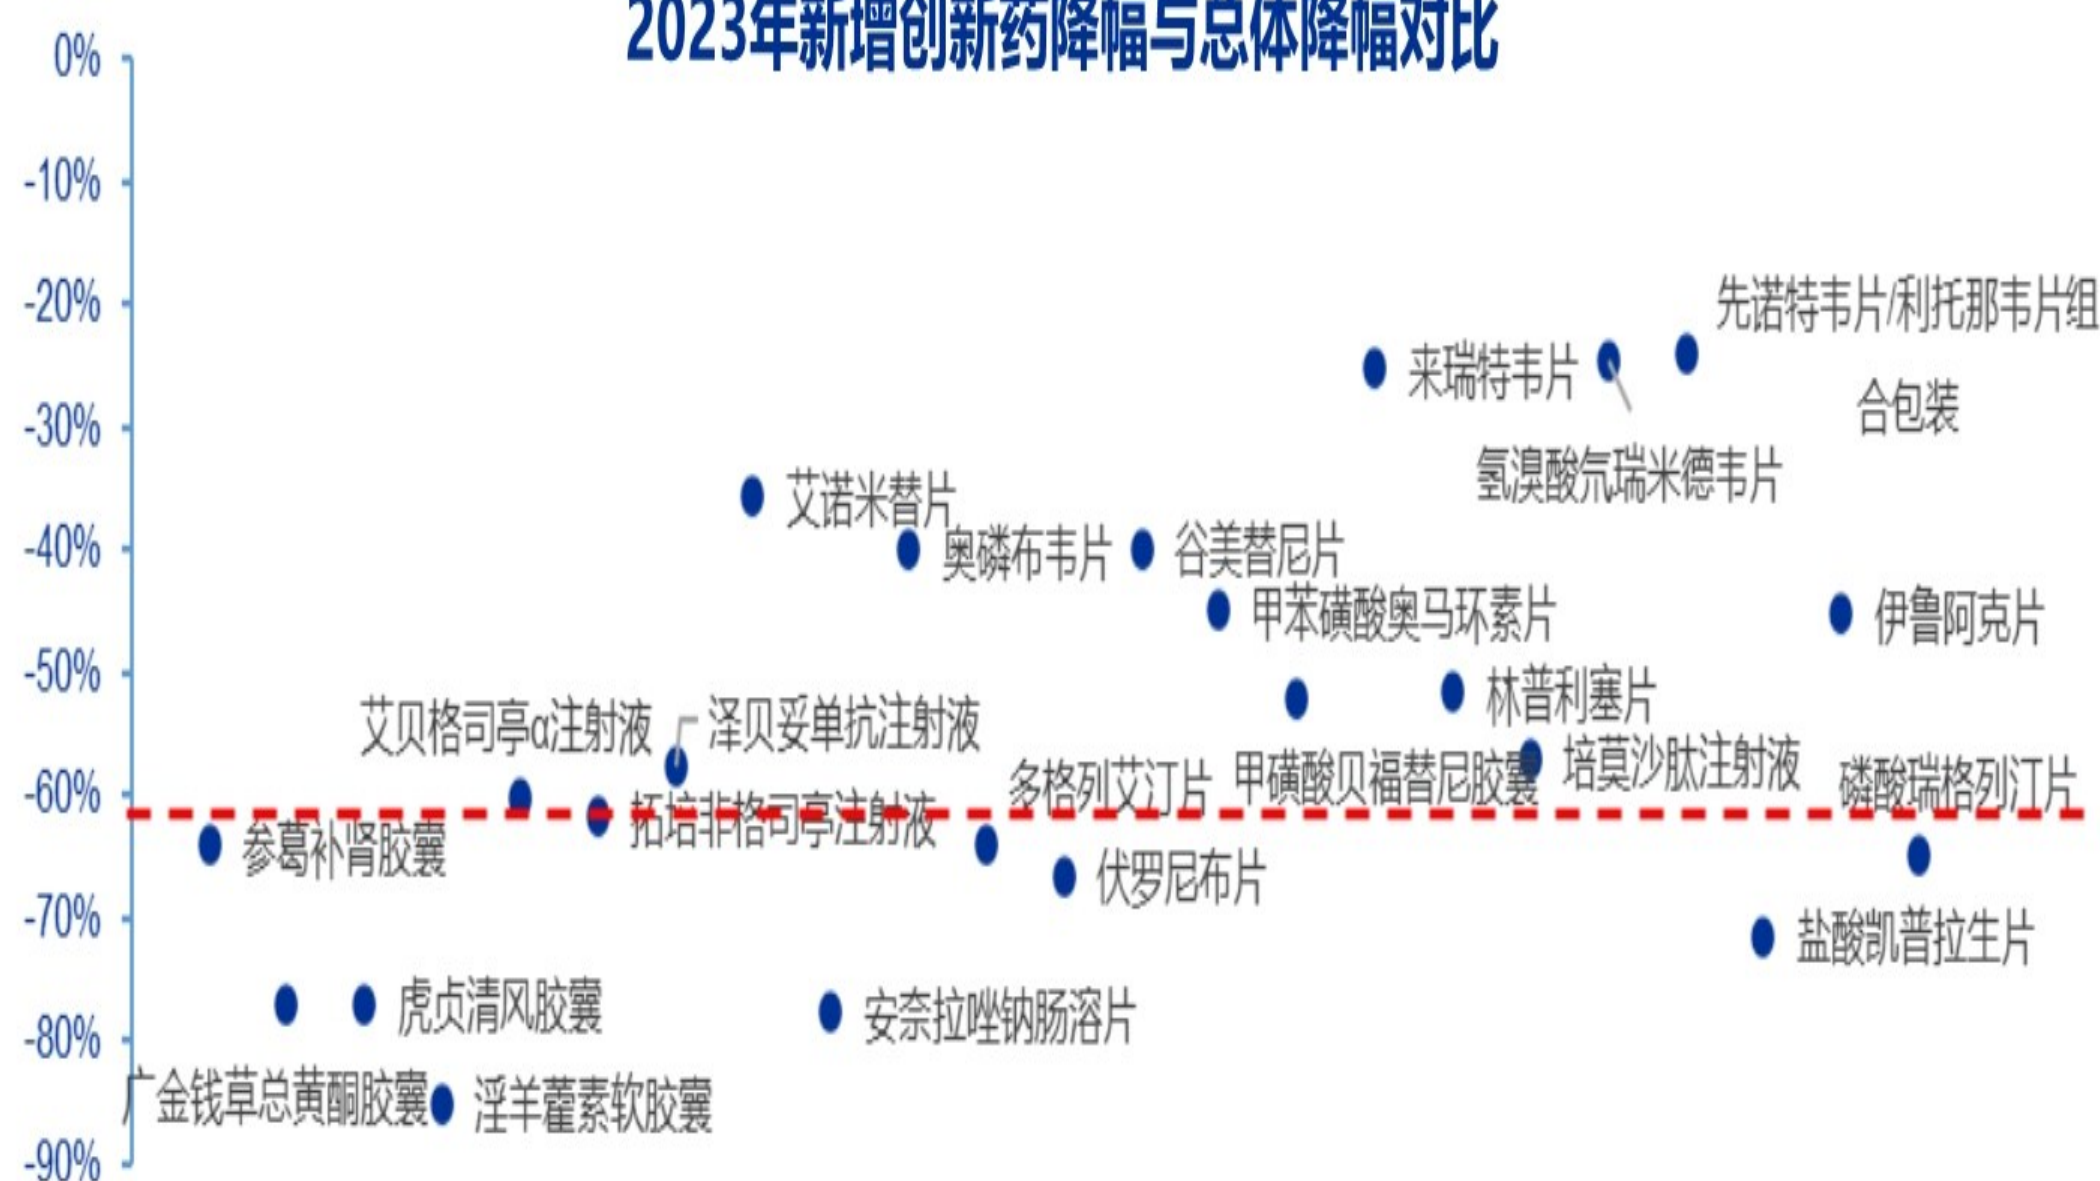 2023年新增创新药降幅与总体降幅对比
0%
-10%
-20%
-30%
-40%
-50%
-60%
-70%
-80%
-90%
先诺特韦片/利托那韦片组
合包装
来瑞特韦片
氢溴酸氘瑞米德韦片
艾诺米替片
奥磷布韦片
谷美替尼片
甲苯磺酸奥马环素片
伊鲁阿克片
林普利塞片
艾贝格司亭α注射液
泽贝妥单抗注射液
培莫沙肽注射液
多格列艾汀片
甲磺酸贝福替尼胶囊
磷酸瑞格列汀片
拓培非格司亭注射液
参葛补肾胶囊
伏罗尼布片
盐酸凯普拉生片
虎贞清风胶囊
安奈拉唑钠肠溶片
广金钱草总黄酮胶囊
淫羊藿素软胶囊